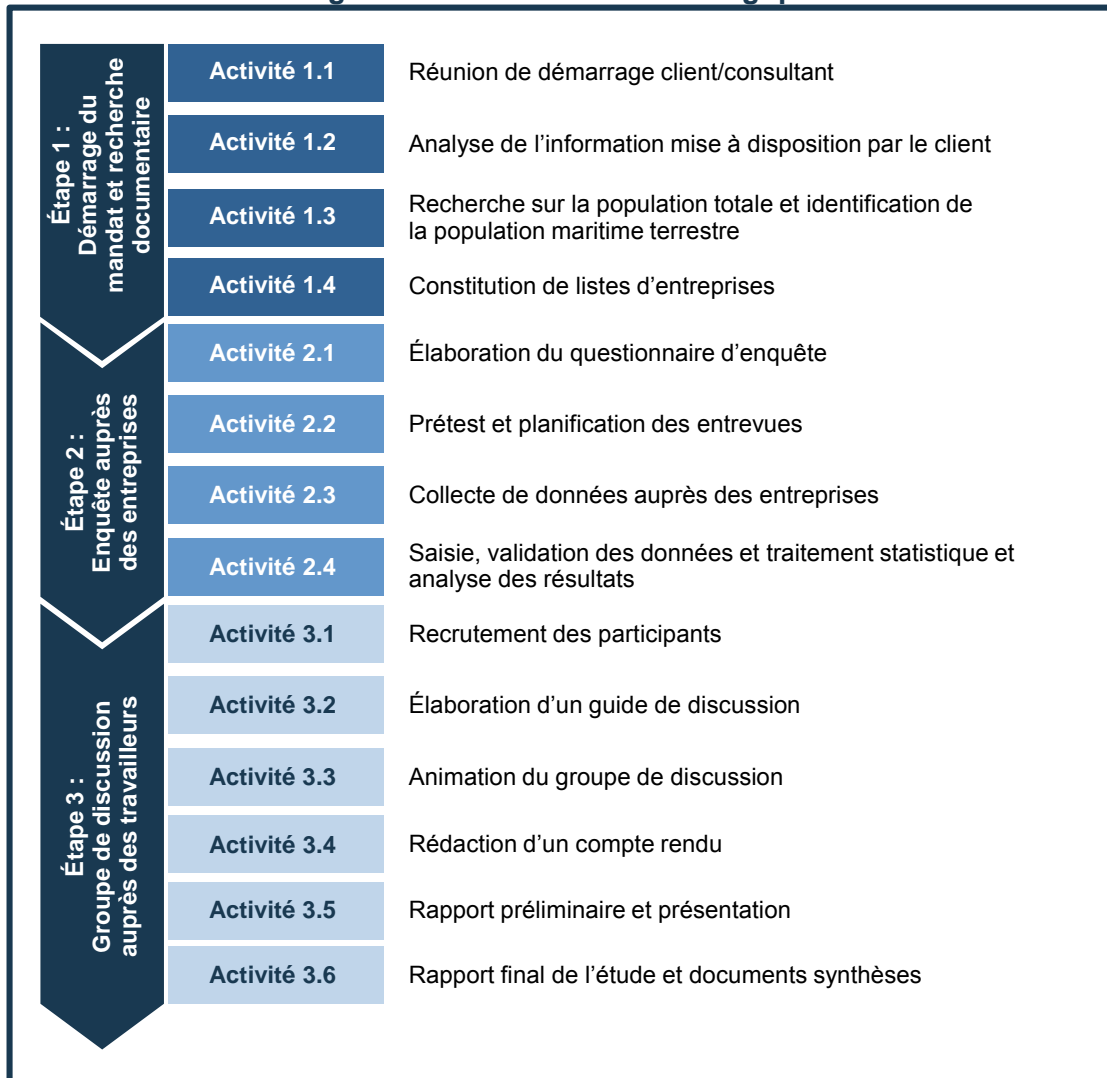 Étape 1 :
Démarrage du
mandat et recherche
documentaire
Activité 1.1
Réunion de démarrage client/consultant
Activité 1.2
Analyse de l’information mise à disposition par le client
Activité 1.3
Recherche sur la population totale et identification de
la population maritime terrestre
Activité 1.4
Constitution de listes d’entreprises
Étape 2 :
Enquête auprès
des entreprises
Activité 2.1
Élaboration du questionnaire d’enquête
Activité 2.2
Prétest et planification des entrevues
Activité 2.3
Collecte de données auprès des entreprises
Activité 2.4
Saisie, validation des données et traitement statistique et
analyse des résultats
Étape 3 :
Groupe de discussion
auprès des travailleurs
Activité 3.1
Recrutement des participants
Activité 3.2
Élaboration d’un guide de discussion
Activité 3.3
Animation du groupe de discussion
Activité 3.4
Rédaction d’un compte rendu
Activité 3.5
Rapport préliminaire et présentation
Activité 3.6
Rapport final de l’étude et documents synthèses